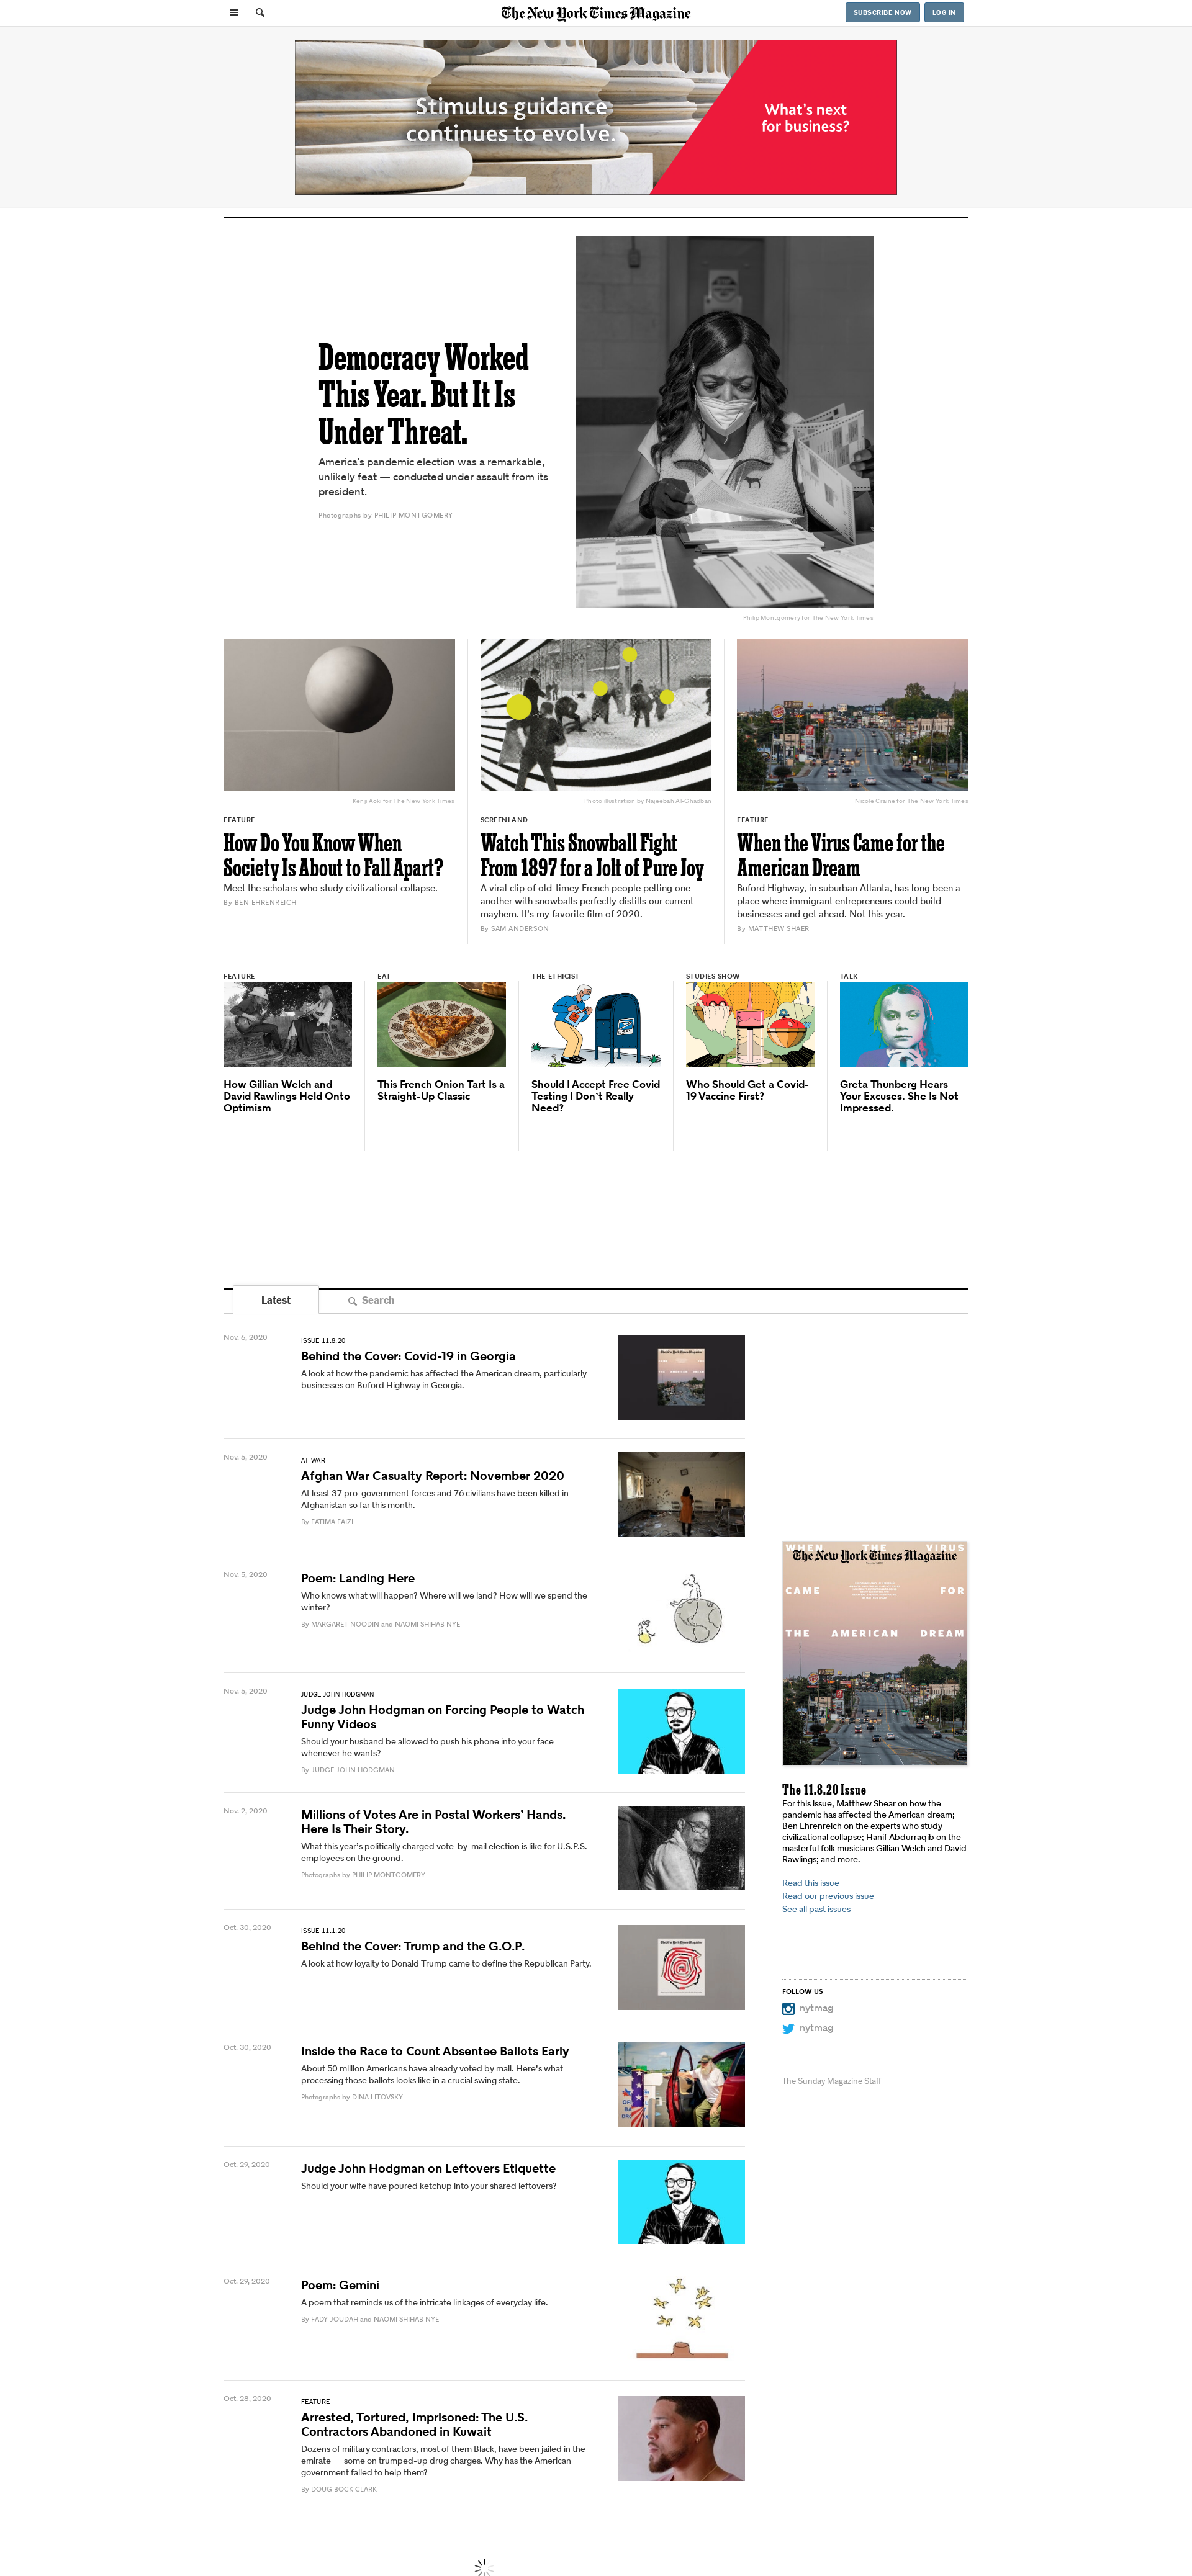 The New York Times Magazine
SUBSCRIBE NOW
LOG IN
Stimulus guidance
continues to evolve.
What's next
for business?
Democracy Worked
This Year. But It Is
Under Threat.
America's pandemic election was a remarkable,
unlikely feat — conducted under assault from its
president.
Photographs by PHILIP MONTGOMERY
Philip Montgomery for The New York Times
Kenji Aoki for The New York Times
FEATURE
How Do You Know When
Society Is About to Fall Apart?
Meet the scholars who study civilizational collapse.
By BEN EHRENREICH
Photo illustration by Najeebah Al-Ghadban
SCREENLAND
Watch This Snowball Fight
From 1897 for a Jolt of Pure Joy
A viral clip of old-timey French people pelting one
another with snowballs perfectly distills our current
mayhem. It's my favorite film of 2020.
By SAM ANDERSON
Nicole Craine for The New York Times
FEATURE
When the Virus Came for the
American Dream
Buford Highway, in suburban Atlanta, has long been a
place where immigrant entrepreneurs could build
businesses and get ahead. Not this year.
By MATTHEW SHAER
FEATURE
How Gillian Welch and
David Rawlings Held Onto
Optimism
EAT
This French Onion Tart Is a
Straight-Up Classic
THE ETHICIST
Should I Accept Free Covid
Testing I Don't Really
Need?
STUDIES SHOW
Who Should Get a Covid-
19 Vaccine First?
TALK
Greta Thunberg Hears
Your Excuses. She Is Not
Impressed.
Latest
Search
Nov. 6, 2020
ISSUE 11.8.20
Behind the Cover: Covid-19 in Georgia
A look at how the pandemic has affected the American dream, particularly
businesses on Buford Highway in Georgia.
Nov. 5, 2020
AT WAR
Afghan War Casualty Report: November 2020
At least 37 pro-government forces and 76 civilians have been killed in
Afghanistan so far this month.
By FATIMA FAIZI
Nov. 5, 2020
Poem: Landing Here
Who knows what will happen? Where will we land? How will we spend the
winter?
By MARGARET NOODIN and NAOMI SHIHAB NYE
Nov. 5, 2020
JUDGE JOHN HODGMAN
Judge John Hodgman on Forcing People to Watch
Funny Videos
Should your husband be allowed to push his phone into your face
whenever he wants?
By JUDGE JOHN HODGMAN
Nov. 2, 2020
Millions of Votes Are in Postal Workers' Hands.
Here Is Their Story.
What this year's politically charged vote-by-mail election is like for U.S.P.S.
employees on the ground.
Photographs by PHILIP MONTGOMERY
Oct. 30, 2020
ISSUE 11.1.20
Behind the Cover: Trump and the G.O.P.
A look at how loyalty to Donald Trump came to define the Republican Party.
Oct. 30, 2020
Inside the Race to Count Absentee Ballots Early
About 50 million Americans have already voted by mail. Here's what
processing those ballots looks like in a crucial swing state.
Photographs by DINA LITOVSKY
Oct. 29, 2020
Judge John Hodgman on Leftovers Etiquette
Should your wife have poured ketchup into your shared leftovers?
Oct. 29, 2020
Poem: Gemini
A poem that reminds us of the intricate linkages of everyday life.
By FADY JOUDAH and NAOMI SHIHAB NYE
Oct. 28, 2020
FEATURE
Arrested, Tortured, Imprisoned: The U.S.
Contractors Abandoned in Kuwait
Dozens of military contractors, most of them Black, have been jailed in the
emirate — some on trumped-up drug charges. Why has the American
government failed to help them?
By DOUG BOCK CLARK
WHEN THE VIRUS
The New York Times Magazine
CAME FOR
THE AMERICAN DREAM
The 11.8.20 Issue
For this issue, Matthew Shear on how the
pandemic has affected the American dream;
Ben Ehrenreich on the experts who study
civilizational collapse; Hanif Abdurraqib on the
masterful folk musicians Gillian Welch and David
Rawlings; and more.
Read this issue
Read our previous issue
See all past issues
FOLLOW US
nytmag
nytmag
The Sunday Magazine Staff